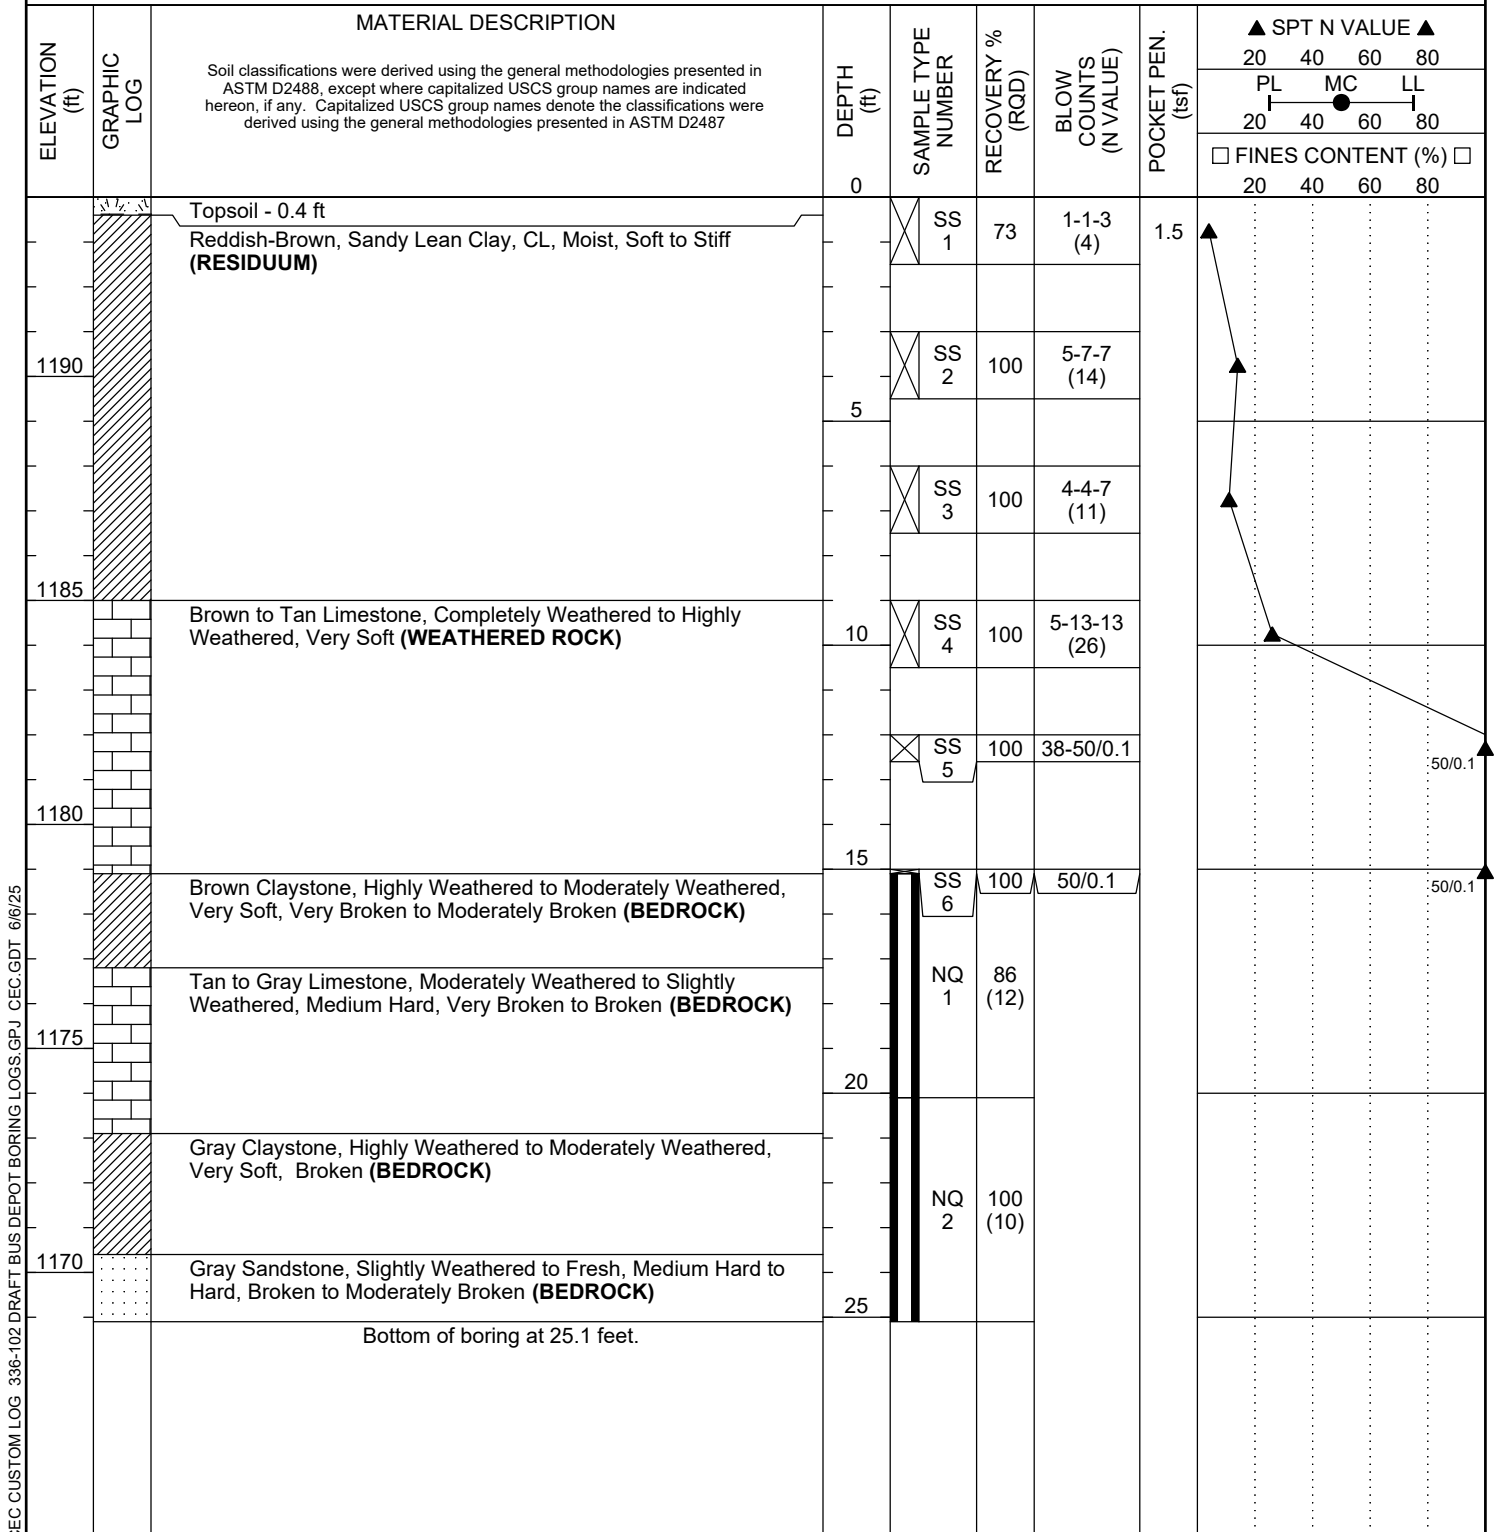 ELEVATION
(ft)
GRAPHIC
LOG
MATERIAL DESCRIPTION
Soil classifications were derived using the general methodologies presented in
ASTM D2488, except where capitalized USCS group names are indicated
hereon, if any. Capitalized USCS group names denote the classifications were
derived using the general methodologies presented in ASTM D2487
DEPTH
(ft)
0
SAMPLE TYPE
NUMBER
RECOVERY %
(RQD)
BLOW
COUNTS
(N VALUE)
POCKET PEN.
(tsf)
▲ SPT N VALUE ▲
20 40 60 80
PL MC LL
20 40 60 80
□ FINES CONTENT (%) □
20 40 60 80
Topsoil - 0.4 ft
Reddish-Brown, Sandy Lean Clay, CL, Moist, Soft to Stiff
(RESIDUUM)
SS
1
73
1-1-3
(4)
1.5
1190
SS
2
100
5-7-7
(14)
5
SS
3
100
4-4-7
(11)
1185
Brown to Tan Limestone, Completely Weathered to Highly
Weathered, Very Soft (WEATHERED ROCK)
10
SS
4
100
5-13-13
(26)
SS
5
100
38-50/0.1
50/0.1
1180
15
Brown Claystone, Highly Weathered to Moderately Weathered,
Very Soft, Very Broken to Moderately Broken (BEDROCK)
SS
6
100
50/0.1
50/0.1
Tan to Gray Limestone, Moderately Weathered to Slightly
Weathered, Medium Hard, Very Broken to Broken (BEDROCK)
NQ
1
86
(12)
1175
20
Gray Claystone, Highly Weathered to Moderately Weathered,
Very Soft, Broken (BEDROCK)
NQ
2
100
(10)
1170
Gray Sandstone, Slightly Weathered to Fresh, Medium Hard to
Hard, Broken to Moderately Broken (BEDROCK)
25
Bottom of boring at 25.1 feet.
CEC CUSTOM LOG 336-102 DRAFT BUS DEPOT BORING LOGS.GPJ CEC.GDT 6/6/25